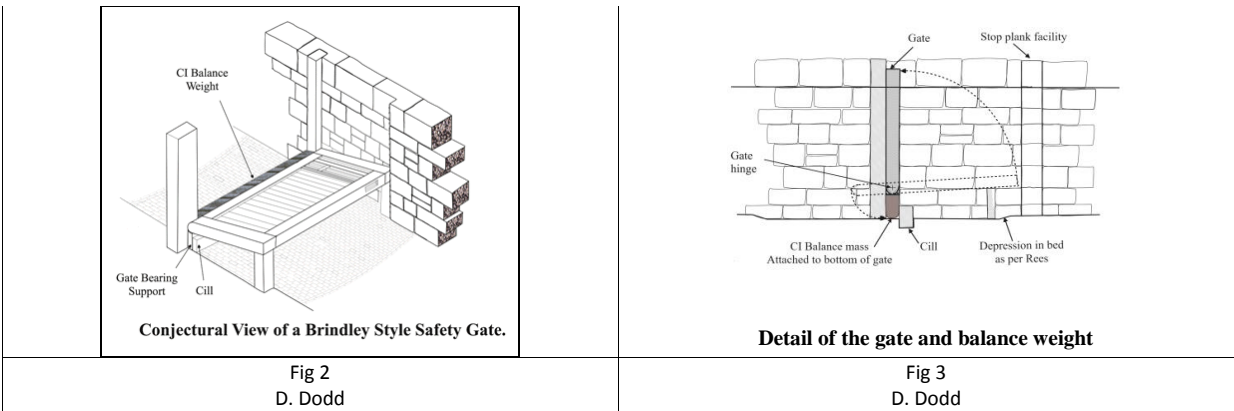 CI Balance
Weight
Gate Bearing
Support
Cill
Conjectural View of a Brindley Style Safety Gate.
Fig 2
D. Dodd
Gate
Stop plank facility
Gate
hinge
CI Balance mass
Attached to bottom of gate
Cill
Depression in bed
as per Rees
Detail of the gate and balance weight
Fig 3
D. Dodd